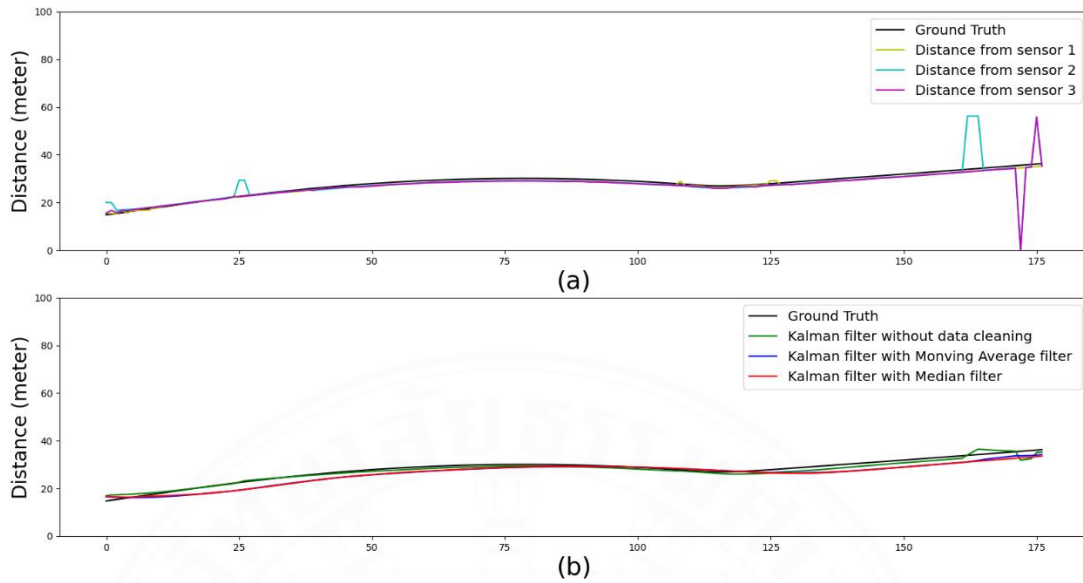 100
80
60
40
20
0
Distance (meter)
Ground Truth
Distance from sensor 1
Distance from sensor 2
Distance from sensor 3
0 25 50 75 100 125 150 175
(a)
100
80
60
40
20
0
Distance (meter)
Ground Truth
Kalman filter without data cleaning
Kalman filter with Monving Average filter
Kalman filter with Median filter
0 25 50 75 100 125 150 175
(b)